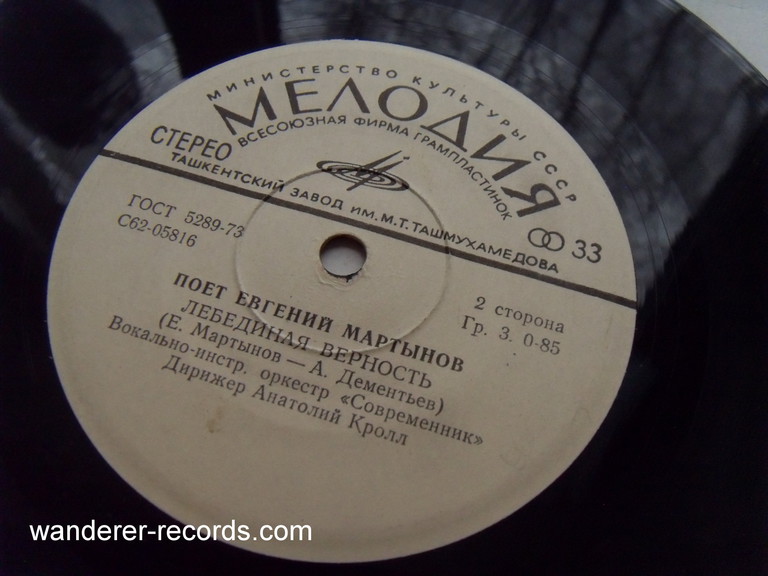 МИНИСТЕРСТВО КУЛЬТУРЫ СССР
МЕЛОДИЯ
ВСЕСОЮЗНАЯ ФИРМА ГРАМПЛАСТИНОК
СТЕРЕО
33
ТАШКЕНТСКИЙ ЗАВОД ИМ. М.Т. ТАШМУХАМЕДОВА
ГОСТ 5289-73
С62-05816
2 сторона
Гр. 3. 0-85
ПОЕТ ЕВГЕНИЙ МАРТЫНОВ
ЛЕБЕДИНАЯ ВЕРНОСТЬ
(Е. Мартынов — А. Дементьев)
Вокально-инстр. оркестр «Современник»
Дирижер Анатолий Кролл
wanderer-records.com